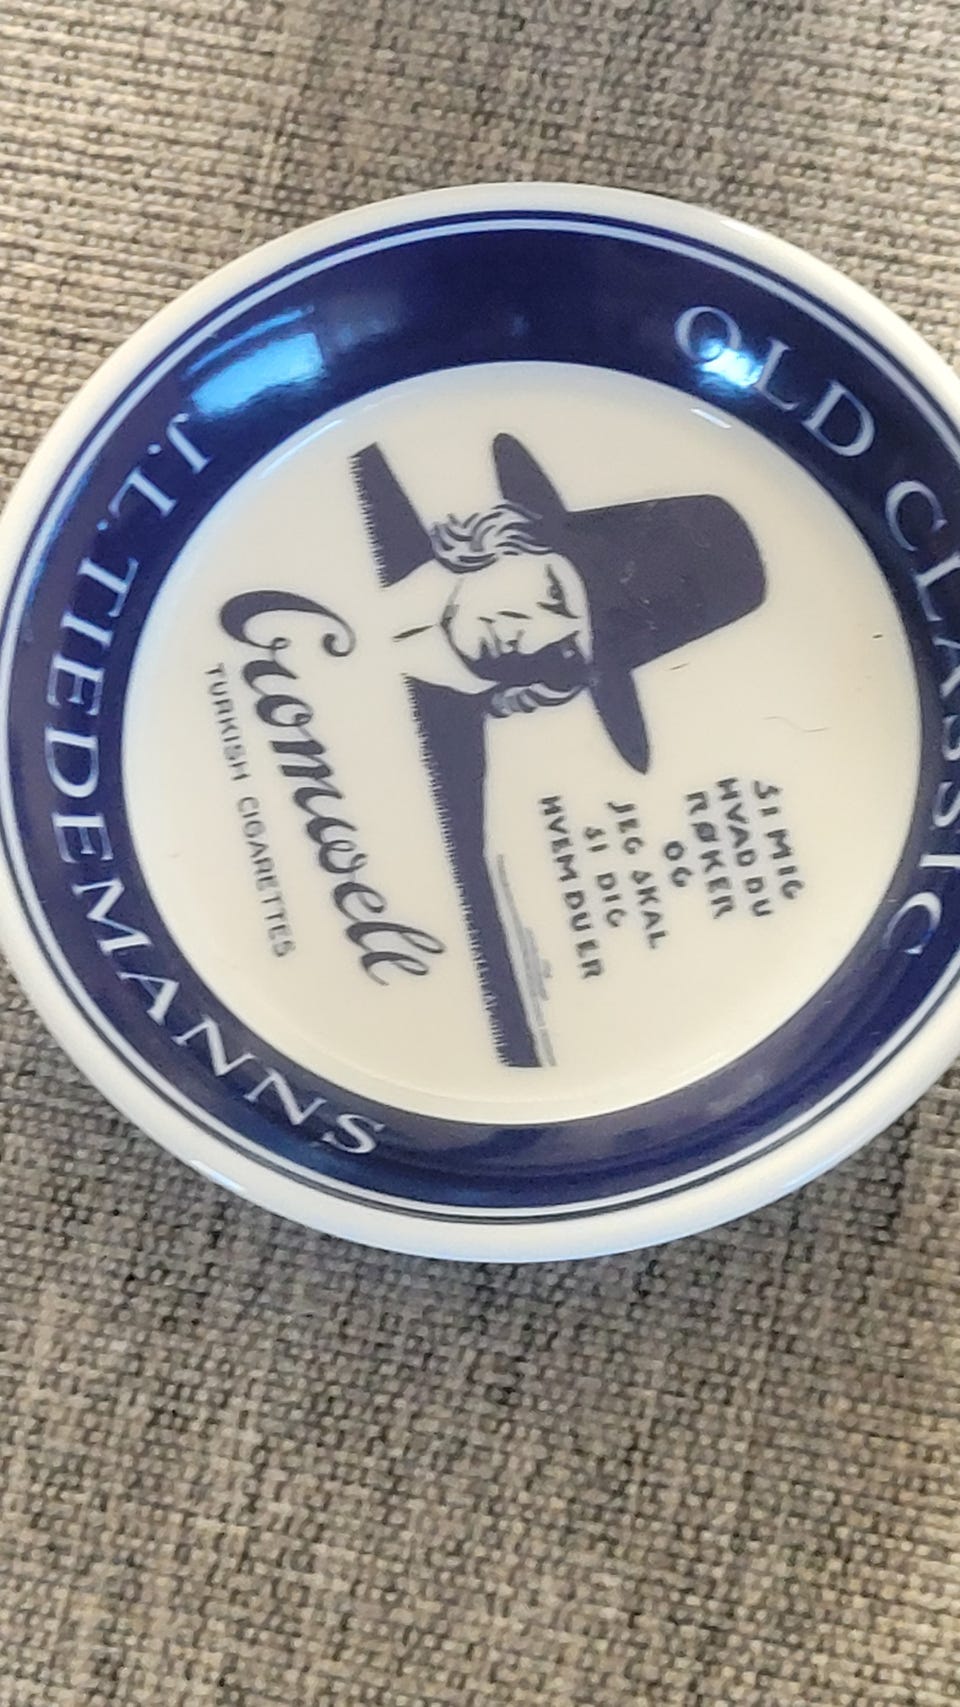 OLD CLASSIC
SI MIG
HVAD DU
RØKER
OG
JEG SKAL
SI DIG
HVEM DU ER
Cromwell
TURKISH CIGARETTES
J.L. TIEDEMANNS